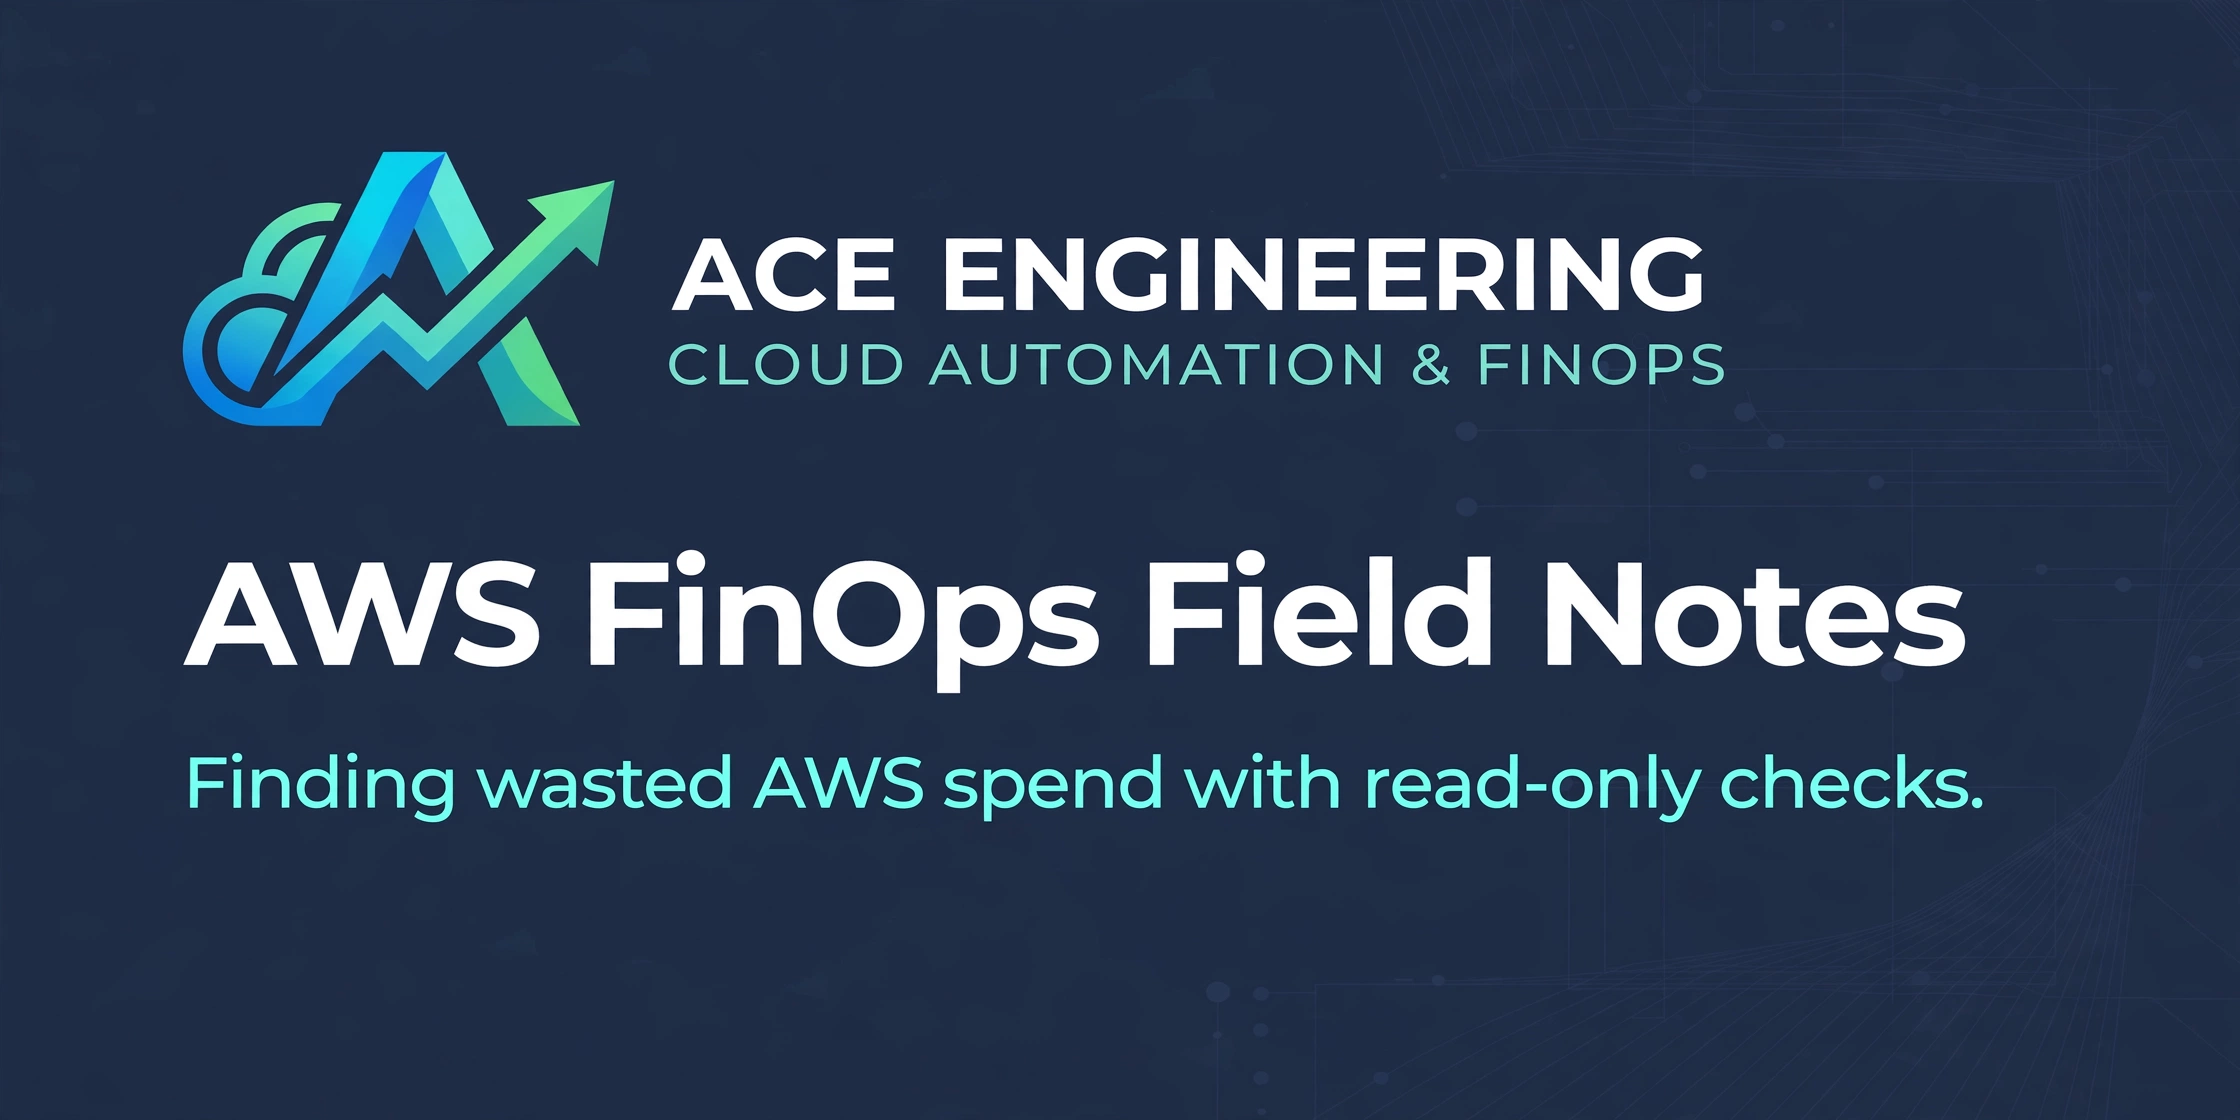 ACE ENGINEERING
CLOUD AUTOMATION & FINOPS
AWS FinOps Field Notes
Finding wasted AWS spend with read-only checks.